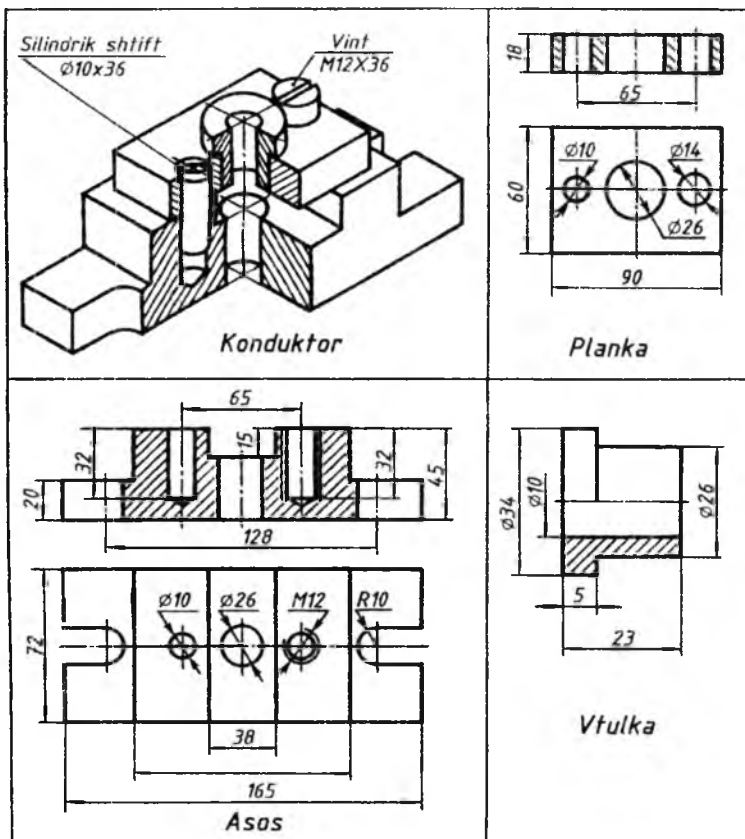 Silindrik shtift
Ø10x36
Vint
M12X36
Konduktor
18
65
60
Ø10
Ø14
Ø26
90
Planka
65
32
15
32
45
20
128
72
Ø10
Ø26
M12
R10
38
165
Asos
Ø34
Ø10
Ø26
5
23
Vtulka